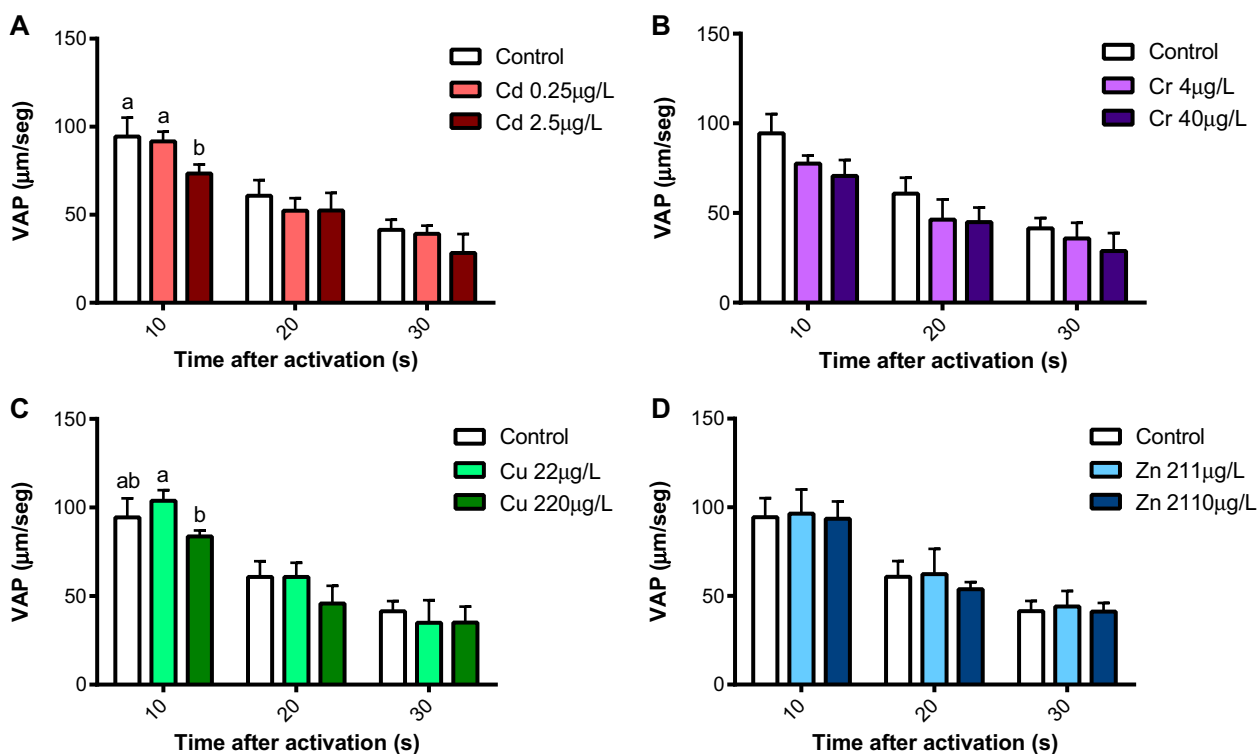 A
VAP (μm/seg)
150
100
50
0
a
a
b
Control
Cd 0.25μg/L
Cd 2.5μg/L
10
20
30
Time after activation (s)
B
VAP (μm/seg)
150
100
50
0
Control
Cr 4μg/L
Cr 40μg/L
10
20
30
Time after activation (s)
C
VAP (μm/seg)
150
100
50
0
ab
a
b
Control
Cu 22μg/L
Cu 220μg/L
10
20
30
Time after activation (s)
D
VAP (μm/seg)
150
100
50
0
Control
Zn 211μg/L
Zn 2110μg/L
10
20
30
Time after activation (s)